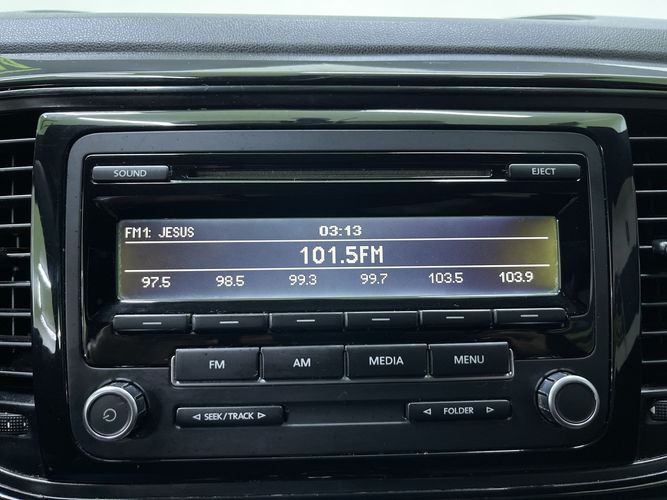 SOUND
EJECT
FM1: JESUS 03:13
101.5FM
97.5 98.5 99.3 99.7 103.5 103.9
FM AM MEDIA MENU
SEEK/TRACK FOLDER